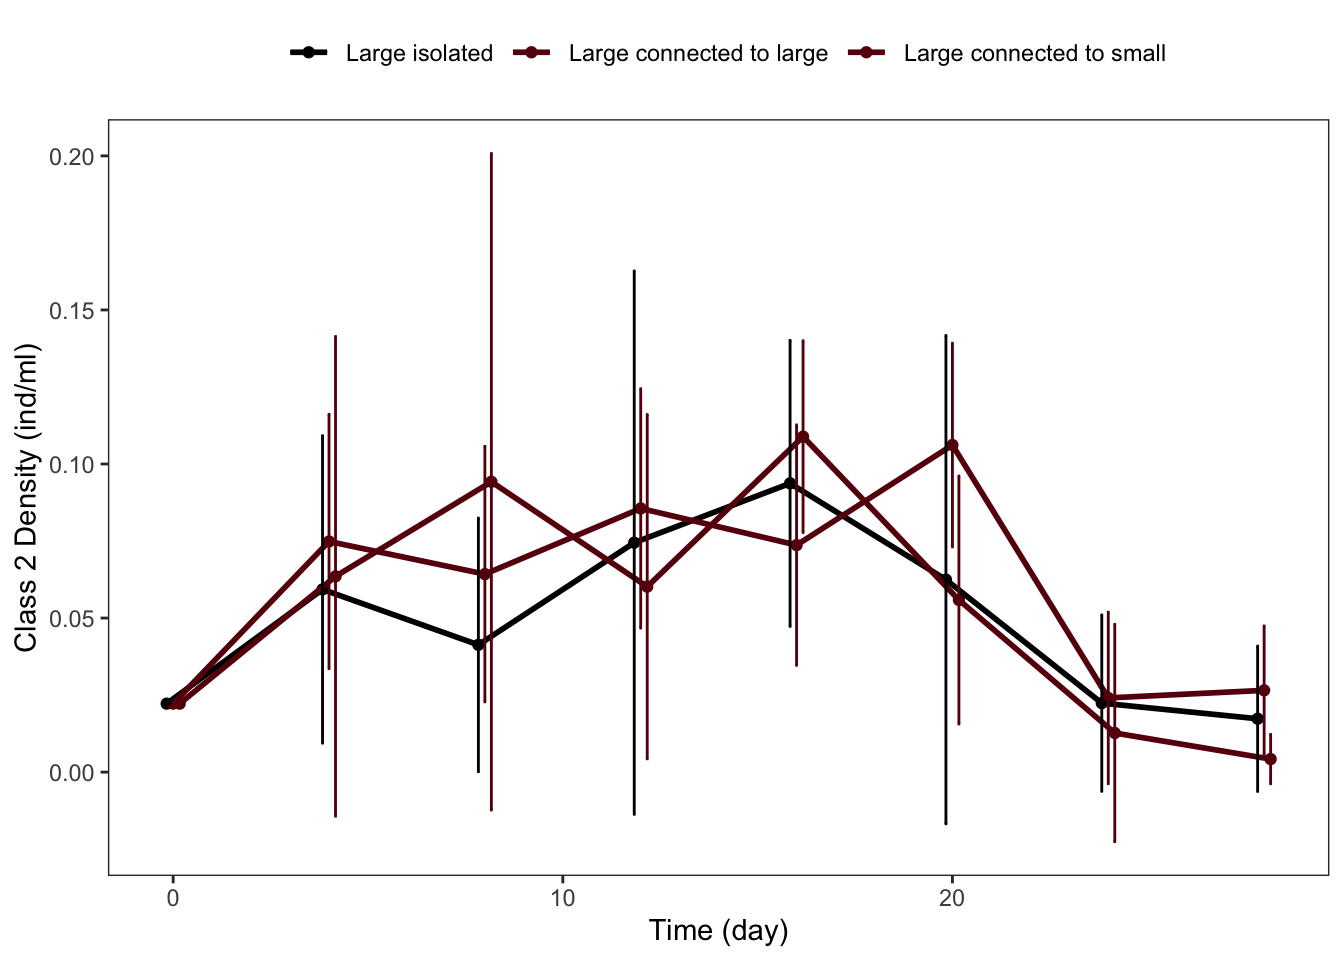 Large isolated Large connected to large Large connected to small
0.20
0.15
0.10
0.05
0.00
Class 2 Density (ind/ml)
0 10 20
Time (day)